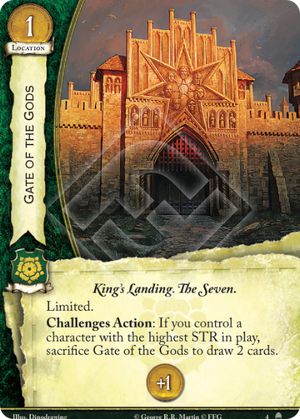 1
LOCATION
GATE OF THE GODS
King's Landing. The Seven.
Limited.
Challenges Action: If you control a
character with the highest STR in play,
sacrifice Gate of the Gods to draw 2 cards.
+1
Illus. Dinodrawing
© George R.R. Martin © FFG
4